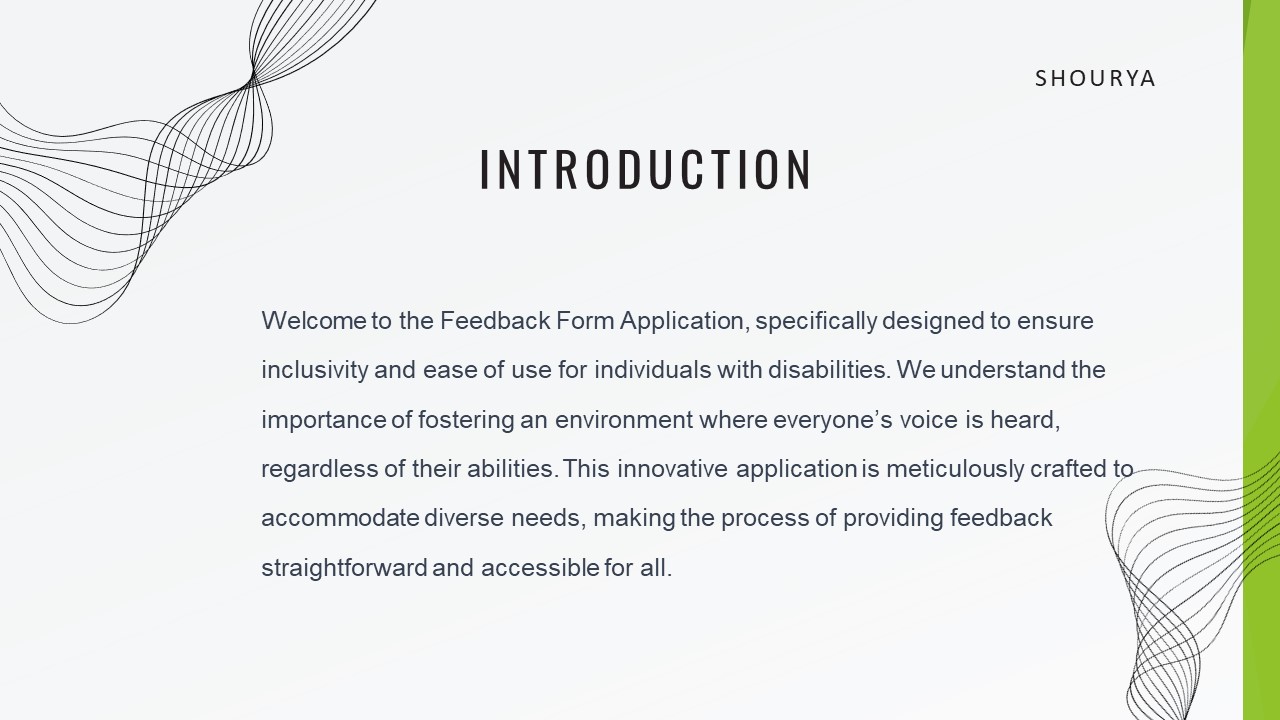 SHOURYA
INTRODUCTION
Welcome to the Feedback Form Application, specifically designed to ensure
inclusivity and ease of use for individuals with disabilities. We understand the
importance of fostering an environment where everyone’s voice is heard,
regardless of their abilities. This innovative application is meticulously crafted to
accommodate diverse needs, making the process of providing feedback
straightforward and accessible for all.